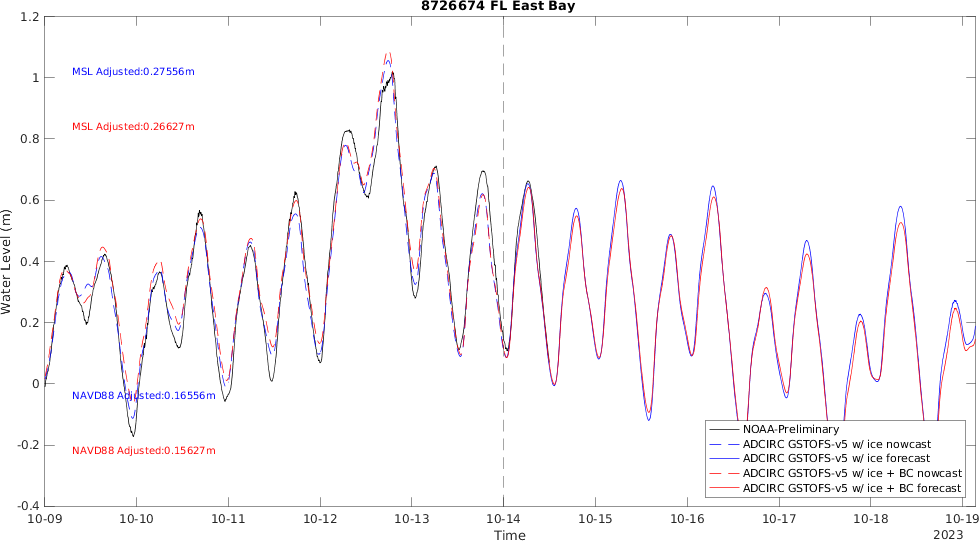 8726674 FL East Bay
1.2
1
0.8
0.6
0.4
0.2
0
-0.2
-0.4
Water Level (m)
MSL Adjusted:0.27556m
MSL Adjusted:0.26627m
NAVD88 Adjusted:0.16556m
NAVD88 Adjusted:0.15627m
NOAA-Preliminary
ADCIRC GSTOFS-v5 w/ ice nowcast
ADCIRC GSTOFS-v5 w/ ice forecast
ADCIRC GSTOFS-v5 w/ ice + BC nowcast
ADCIRC GSTOFS-v5 w/ ice + BC forecast
10-09 10-10 10-11 10-12 10-13 10-14 10-15 10-16 10-17 10-18 10-19
Time
2023